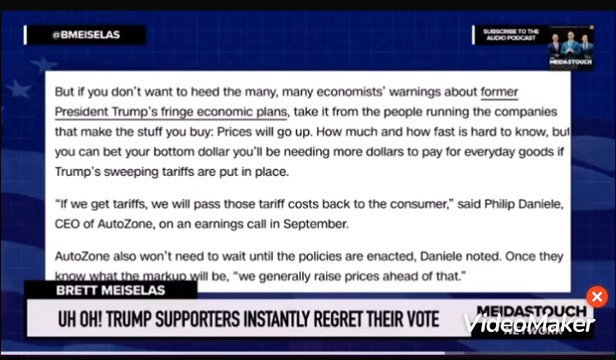 @BMEISELAS
SUBSCRIBE TO THE
AUDIO PODCAST
MEIDASTOUCH
But if you don't want to heed the many, many economists' warnings about former
President Trump's fringe economic plans, take it from the people running the companies
that make the stuff you buy: Prices will go up. How much and how fast is hard to know, but
you can bet your bottom dollar you'll be needing more dollars to pay for everyday goods if
Trump's sweeping tariffs are put in place.
"If we get tariffs, we will pass those tariff costs back to the consumer," said Philip Daniele,
CEO of AutoZone, on an earnings call in September.
AutoZone also won't need to wait until the policies are enacted, Daniele noted. Once they
know what the markup will be, "we generally raise prices ahead of that."
BRETT MEISELAS
UH OH! TRUMP SUPPORTERS INSTANTLY REGRET THEIR VOTE
MEIDASTOUCH
NETWORK
VideoMaker